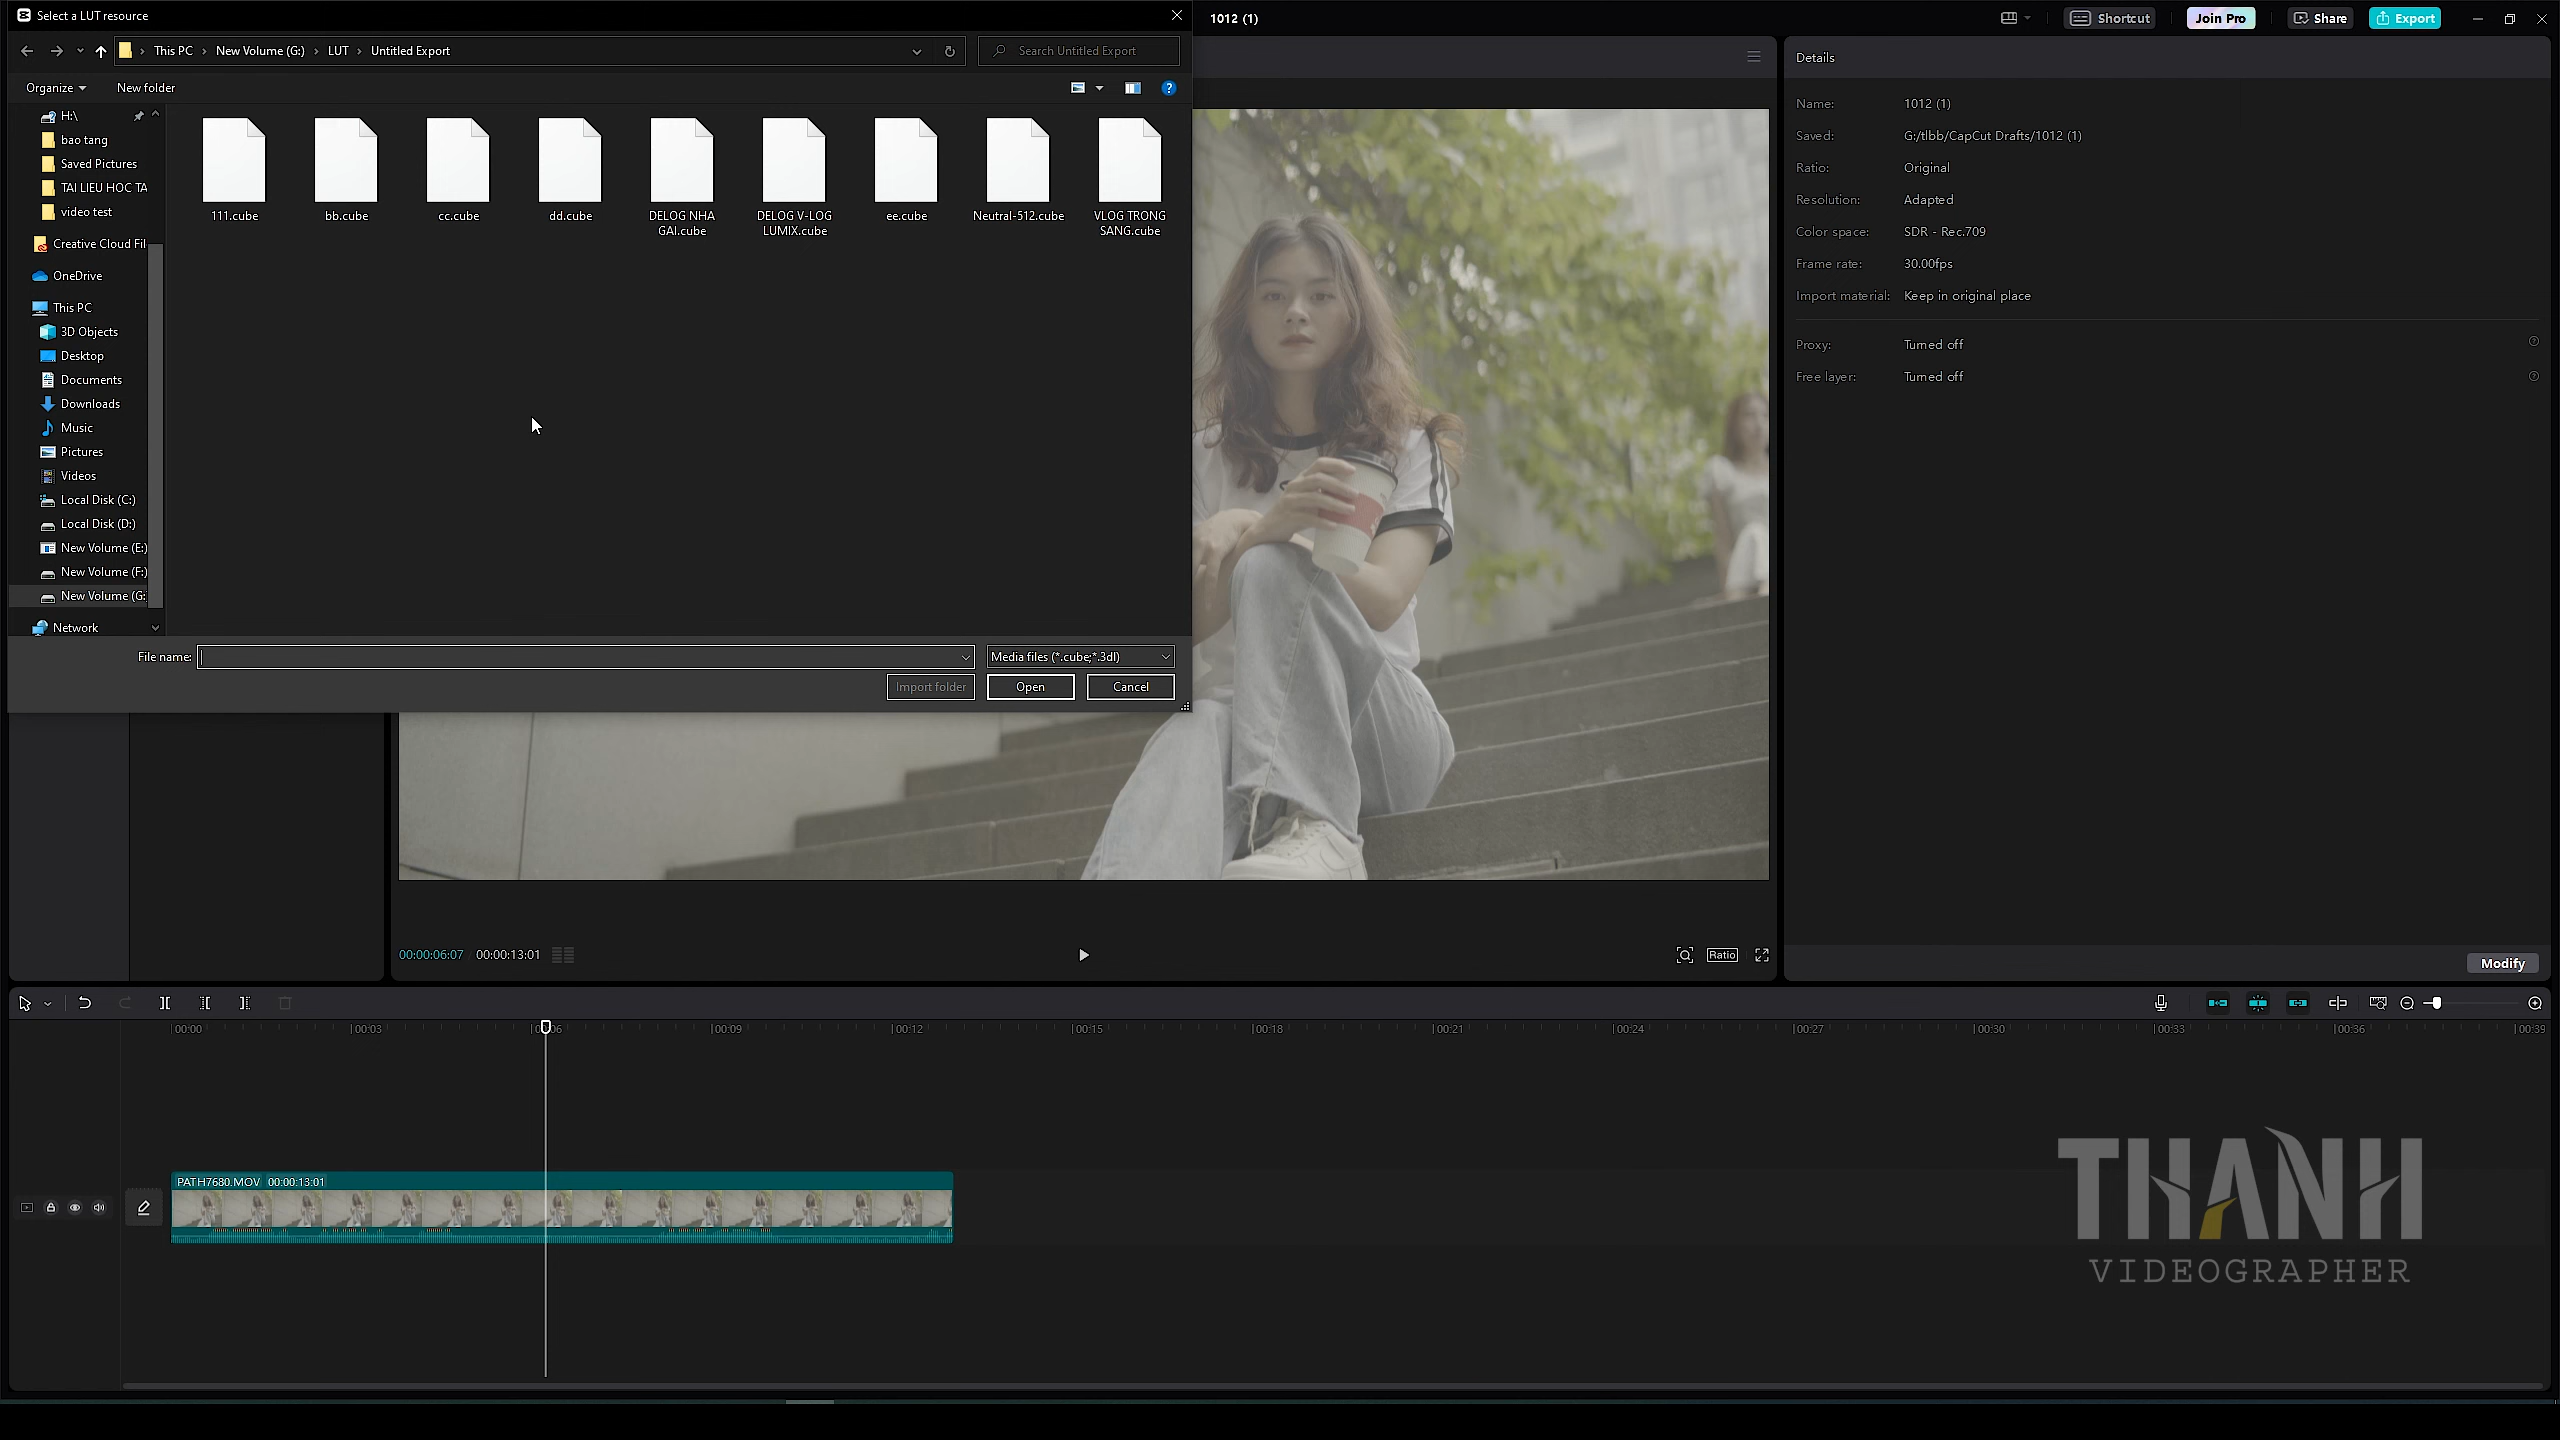 Select a LUT resource
1012 (1)
Shortcut
Join Pro
Share
Export
This PC
New Volume (G:)
LUT
Untitled Export
Search Untitled Export
Details
Organize
New folder
Name:
1012 (1)
Saved:
G:/tlbb/CapCut Drafts/1012 (1)
Ratio:
Original
Resolution:
Adapted
Color space:
SDR - Rec.709
Frame rate:
30.00fps
Import material:
Keep in original place
Proxy:
Turned off
Free layer:
Turned off
H:\
bao tang
Saved Pictures
TAI LIEU HOC TA
video test
Creative Cloud Fil
OneDrive
This PC
3D Objects
Desktop
Documents
Downloads
Music
Pictures
Videos
Local Disk (C:)
Local Disk (D:)
New Volume (E:)
New Volume (F:)
New Volume (G:
Network
111.cube
bb.cube
cc.cube
dd.cube
DELOG NHA
GAI.cube
DELOG V-LOG
LUMIX.cube
ee.cube
Neutral-512.cube
VLOG TRONG
SANG.cube
File name:
Media files (*.cube;*.3dl)
Import folder
Open
Cancel
00:00:06:07
00:00:13:01
Ratio
Modify
00:00
00:03
00:06
00:09
00:12
00:15
00:18
00:21
00:24
00:27
00:30
00:33
00:36
00:39
PATH7680.MOV 00:00:13:01
THANH
VIDEOGRAPHER